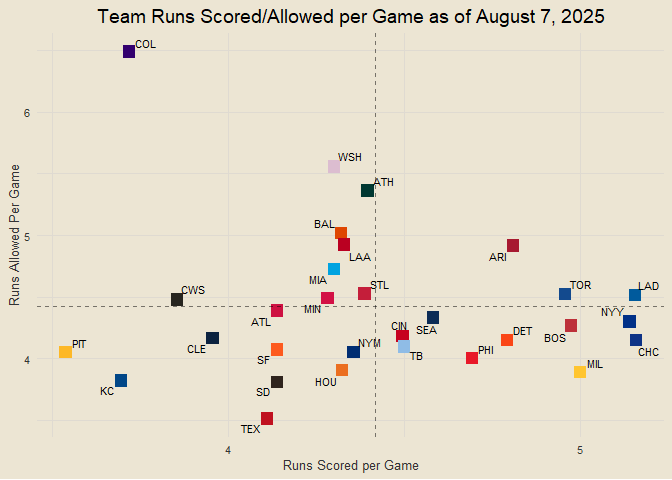 Team Runs Scored/Allowed per Game as of August 7, 2025
COL
6
WSH
ATH
BAL
5
LAA
ARI
MIA
STL
TOR
LAD
CWS
MIN
NYY
ATL
CIN
SEA
DET
BOS
PIT
CLE
NYM
PHI
CHC
4
SF
TB
MIL
KC
SD
HOU
TEX
4
5
Runs Scored per Game
Runs Allowed Per Game